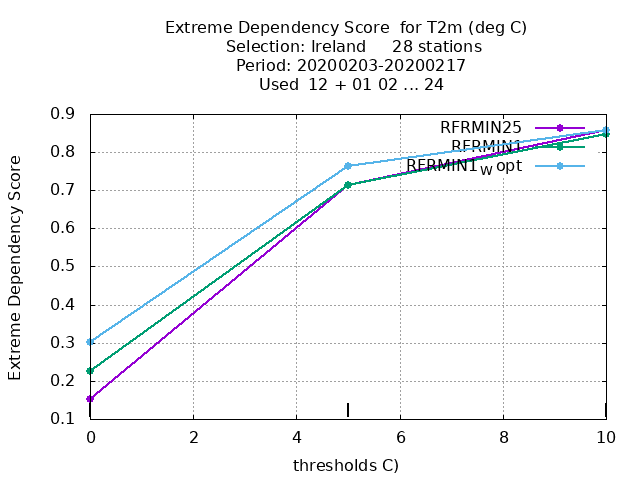 Extreme Dependency Score  for T2m (deg C)
Selection: Ireland     28 stations
Period: 20200203-20200217
Used  12 + 01 02 ... 24
0.9
0.8
0.7
0.6
0.5
0.4
0.3
0.2
0.1
Extreme Dependency Score
RFRMIN25
RFRMIN1
RFRMIN1W opt
0 2 4 6 8 10
thresholds C)